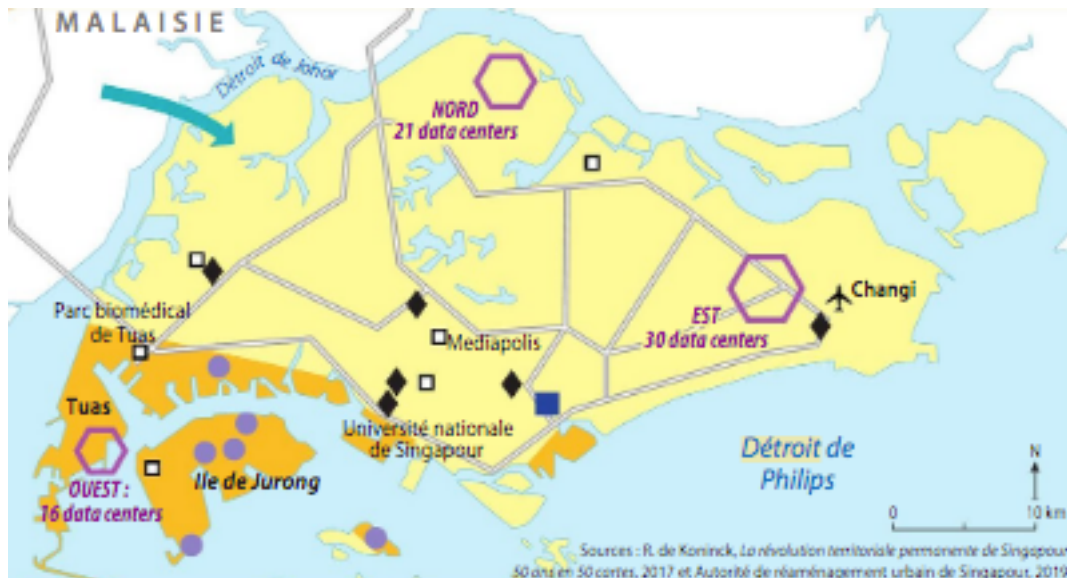 MALAISIE
Détroit de Johor
NORD
21 data centers
Changi
Parc biomédical
de Tuas
EST
30 data centers
Mediapolis
Tuas
Université nationale
de Singapour
Ile de Jurong
OUEST :
16 data centers
Détroit de
Philips
N
0 10 km
Sources : R. de Koninck, La révolution territoriale permanente de Singapour
50 ans en 50 cartes, 2017 et Autorité de réaménagement urbain de Singapour, 2019